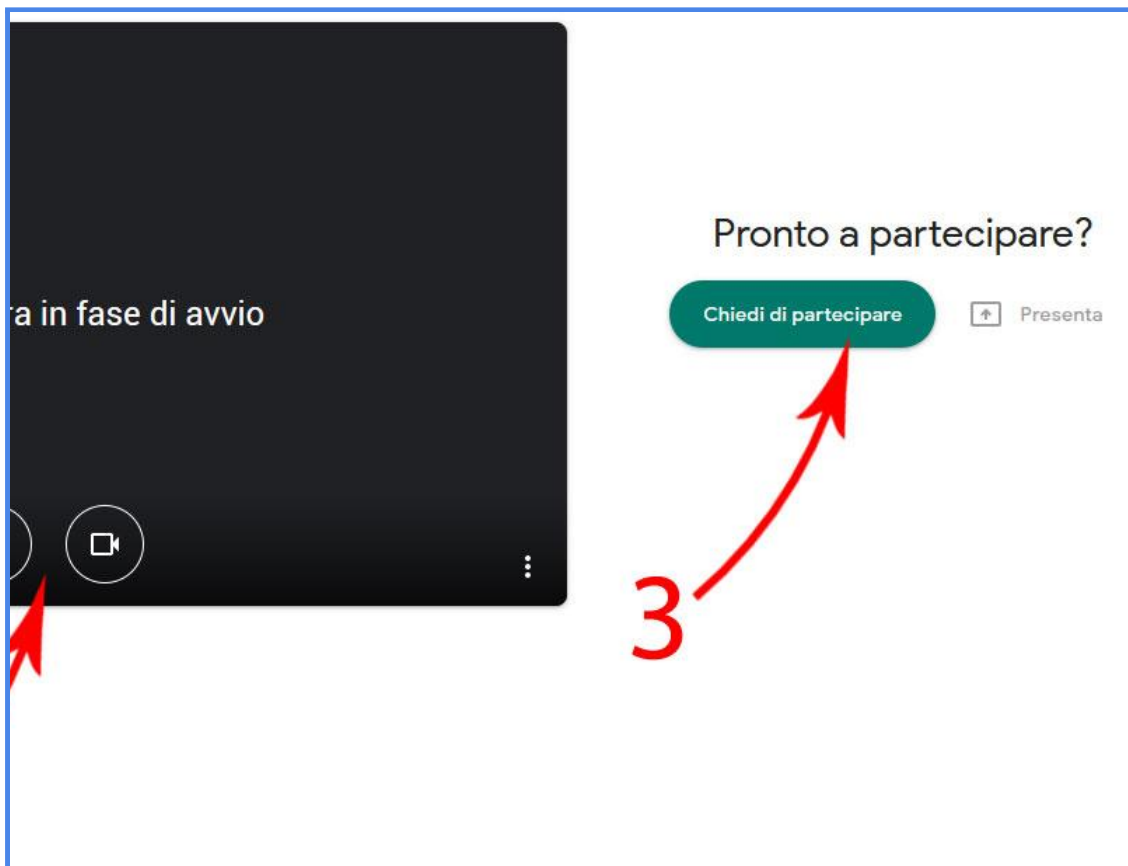 Pronto a partecipare?
ra in fase di avvio
Chiedi di partecipare
Presenta
3